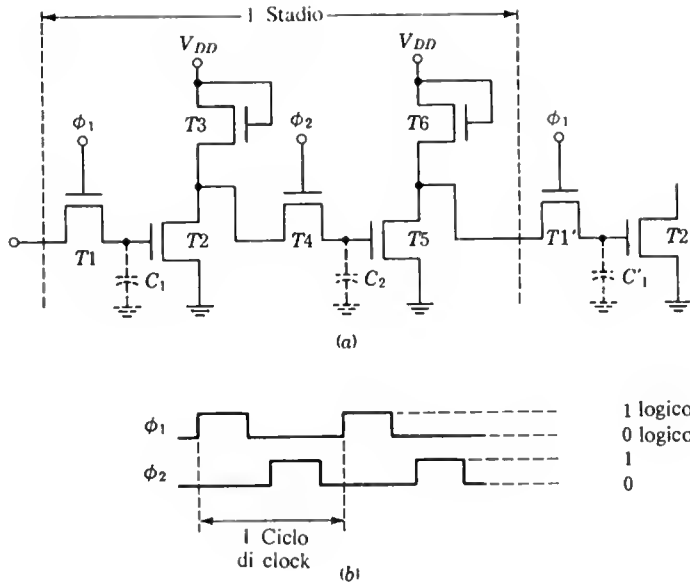 1 Stadio
V_DD V_DD
ϕ1 T3 ϕ2 T6 ϕ1
T1 T2 T4 T5 T1' T2
C1 C2 C'1
(a)
ϕ1 1 logico
0 logico
ϕ2 1
0
1 Ciclo
di clock
(b)